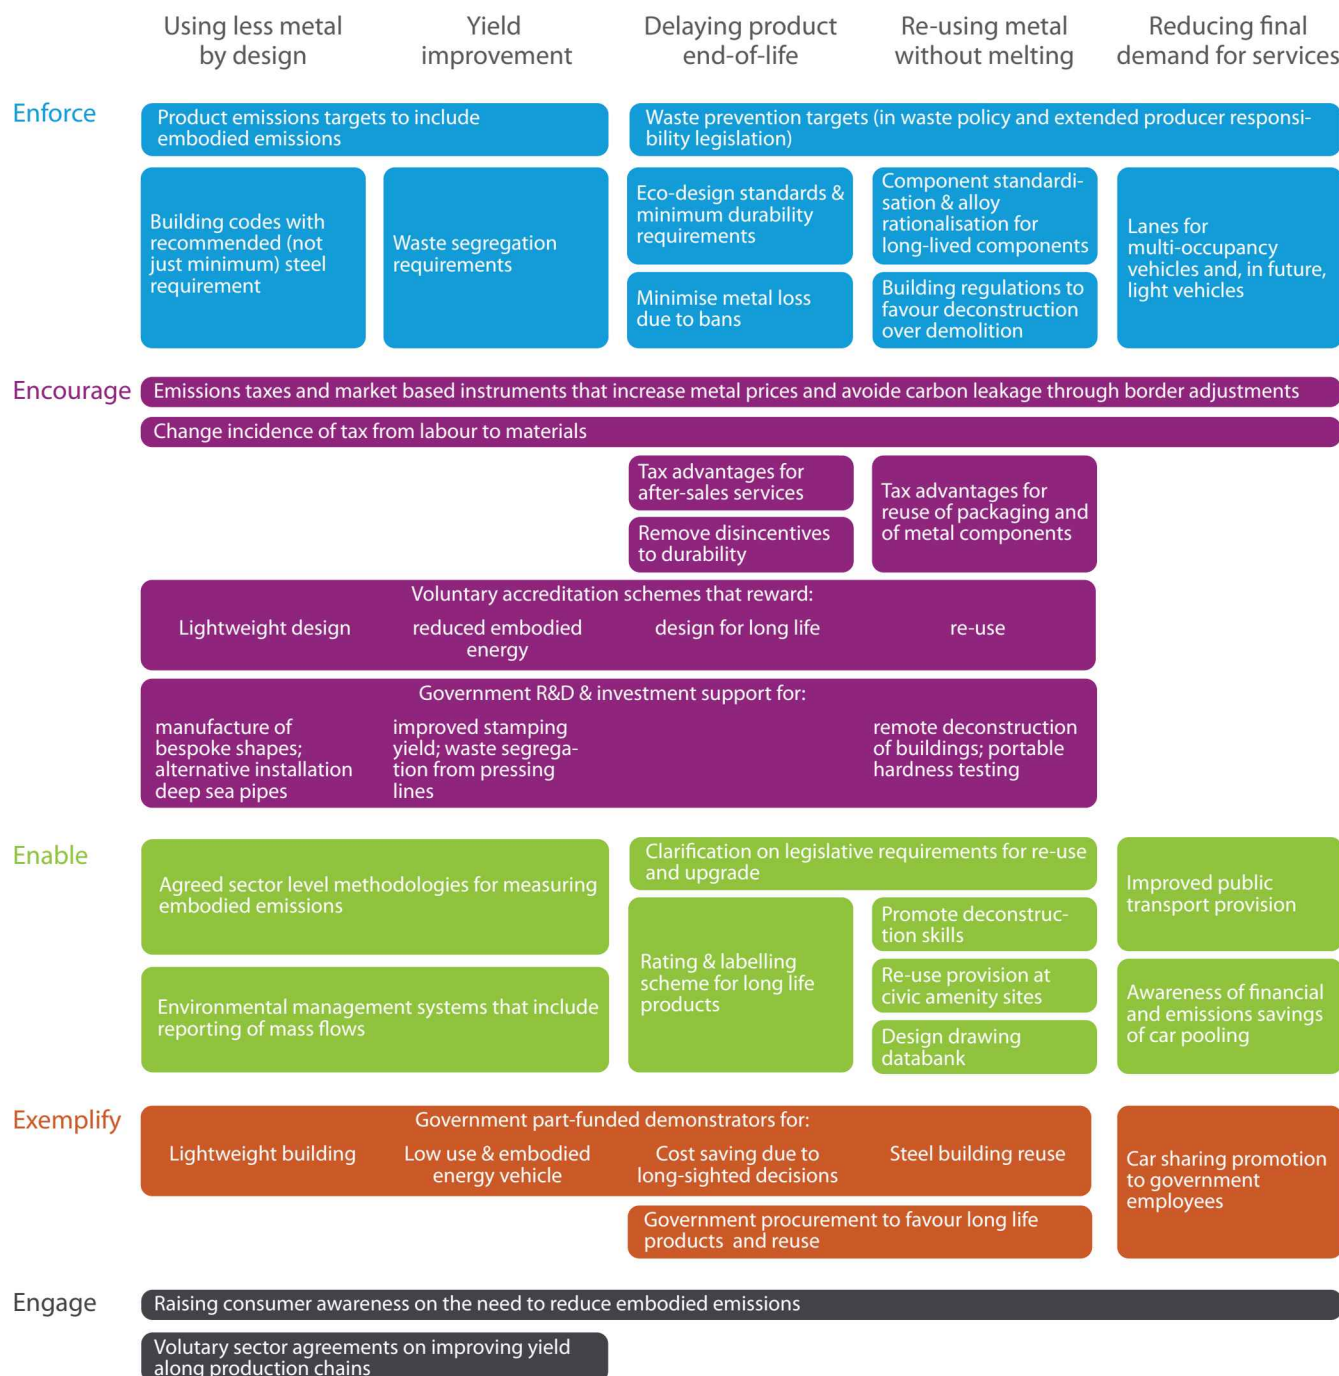 Using less metal
by design
Yield
improvement
Delaying product
end-of-life
Re-using metal
without melting
Reducing final
demand for services
Enforce
Product emissions targets to include
embodied emissions
Waste prevention targets (in waste policy and extended producer responsi-
bility legislation)
Building codes with
recommended (not
just minimum) steel
requirement
Waste segregation
requirements
Eco-design standards &
minimum durability
requirements
Minimise metal loss
due to bans
Component standardi-
sation & alloy
rationalisation for
long-lived components
Building regulations to
favour deconstruction
over demolition
Lanes for
multi-occupancy
vehicles and, in future,
light vehicles
Encourage
Emissions taxes and market based instruments that increase metal prices and avoide carbon leakage through border adjustments
Change incidence of tax from labour to materials
Tax advantages for
after-sales services
Remove disincentives
to durability
Tax advantages for
reuse of packaging and
of metal components
Voluntary accreditation schemes that reward:
Lightweight design
reduced embodied
energy
design for long life
re-use
Government R&D & investment support for:
manufacture of
bespoke shapes;
alternative installation
deep sea pipes
improved stamping
yield; waste segrega-
tion from pressing
lines
remote deconstruction
of buildings; portable
hardness testing
Enable
Agreed sector level methodologies for measuring
embodied emissions
Environmental management systems that include
reporting of mass flows
Clarification on legislative requirements for re-use
and upgrade
Rating & labelling
scheme for long life
products
Promote deconstruc-
tion skills
Re-use provision at
civic amenity sites
Design drawing
databank
Improved public
transport provision
Awareness of financial
and emissions savings
of car pooling
Exemplify
Government part-funded demonstrators for:
Lightweight building
Low use & embodied
energy vehicle
Cost saving due to
long-sighted decisions
Steel building reuse
Government procurement to favour long life
products and reuse
Car sharing promotion
to government
employees
Engage
Raising consumer awareness on the need to reduce embodied emissions
Volutary sector agreements on improving yield
along production chains